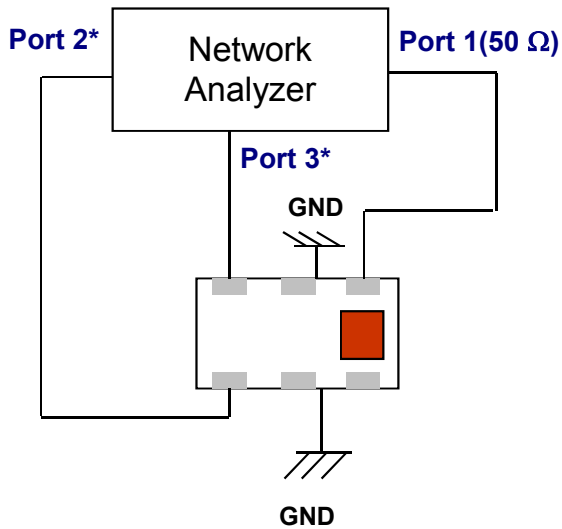 Port 2*
Network
Analyzer
Port 1(50 Ω)
Port 3*
GND
GND